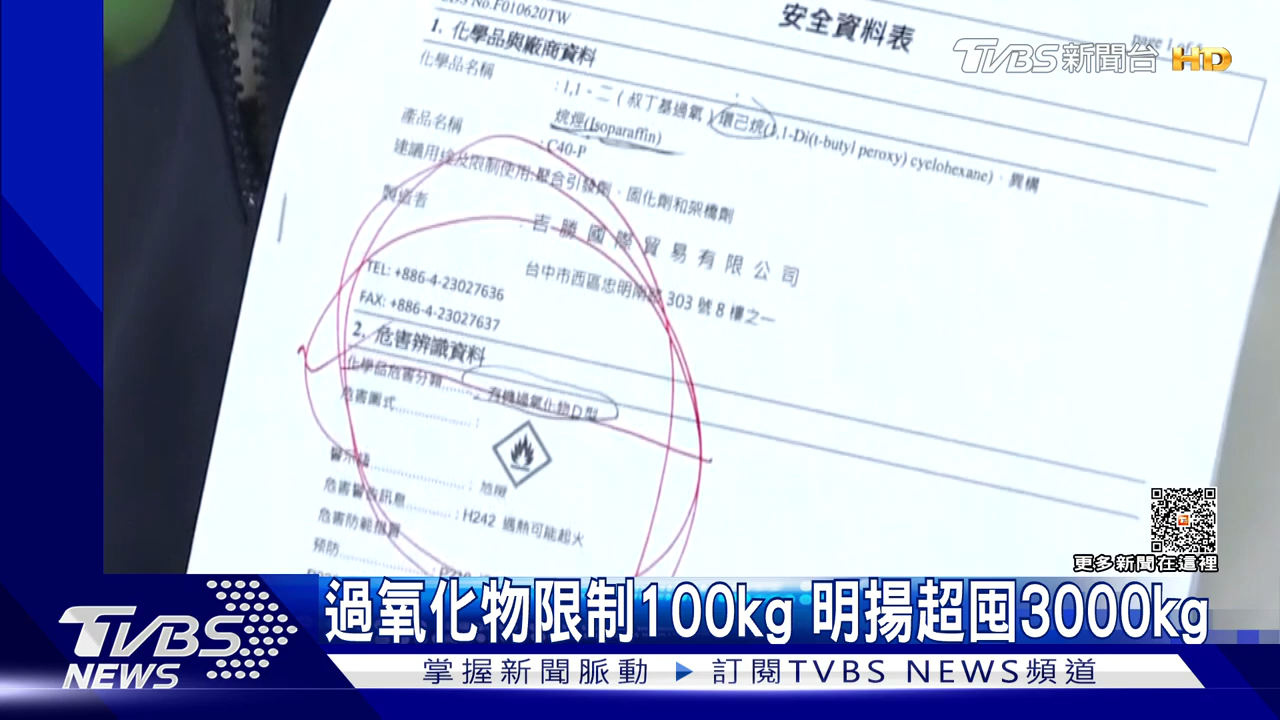 SDS No.F010620TW
安全資料表
page 1 of
TVBS新聞台 HD
1. 化學品與廠商資料
化學品名稱 : 1,1、二(叔丁基過氧)環己烷(1,1-Di(t-butyl peroxy) cyclohexane)、異構
烷烴(Isoparaffin)
產品名稱 : C40-P
建議用途及限制使用:聚合引發劑、固化劑和架橋劑
製造者 : 吉勝國際貿易有限公司
台中市西區忠明南路 303 號 8 樓之一
TEL: +886-4-23027636
FAX: +886-4-23027637
2. 危害辨識資料
化學品危害分類........: 有機過氧化物D型
危害圖式................:
警示語..................: 危險
危害警告訊息..........: H242 遇熱可能起火
危害防範措置
預防
更多新聞在這裡
過氧化物限制100kg 明揚超囤3000kg
TVBS NEWS
掌握新聞脈動 ▶ 訂閱TVBS NEWS頻道